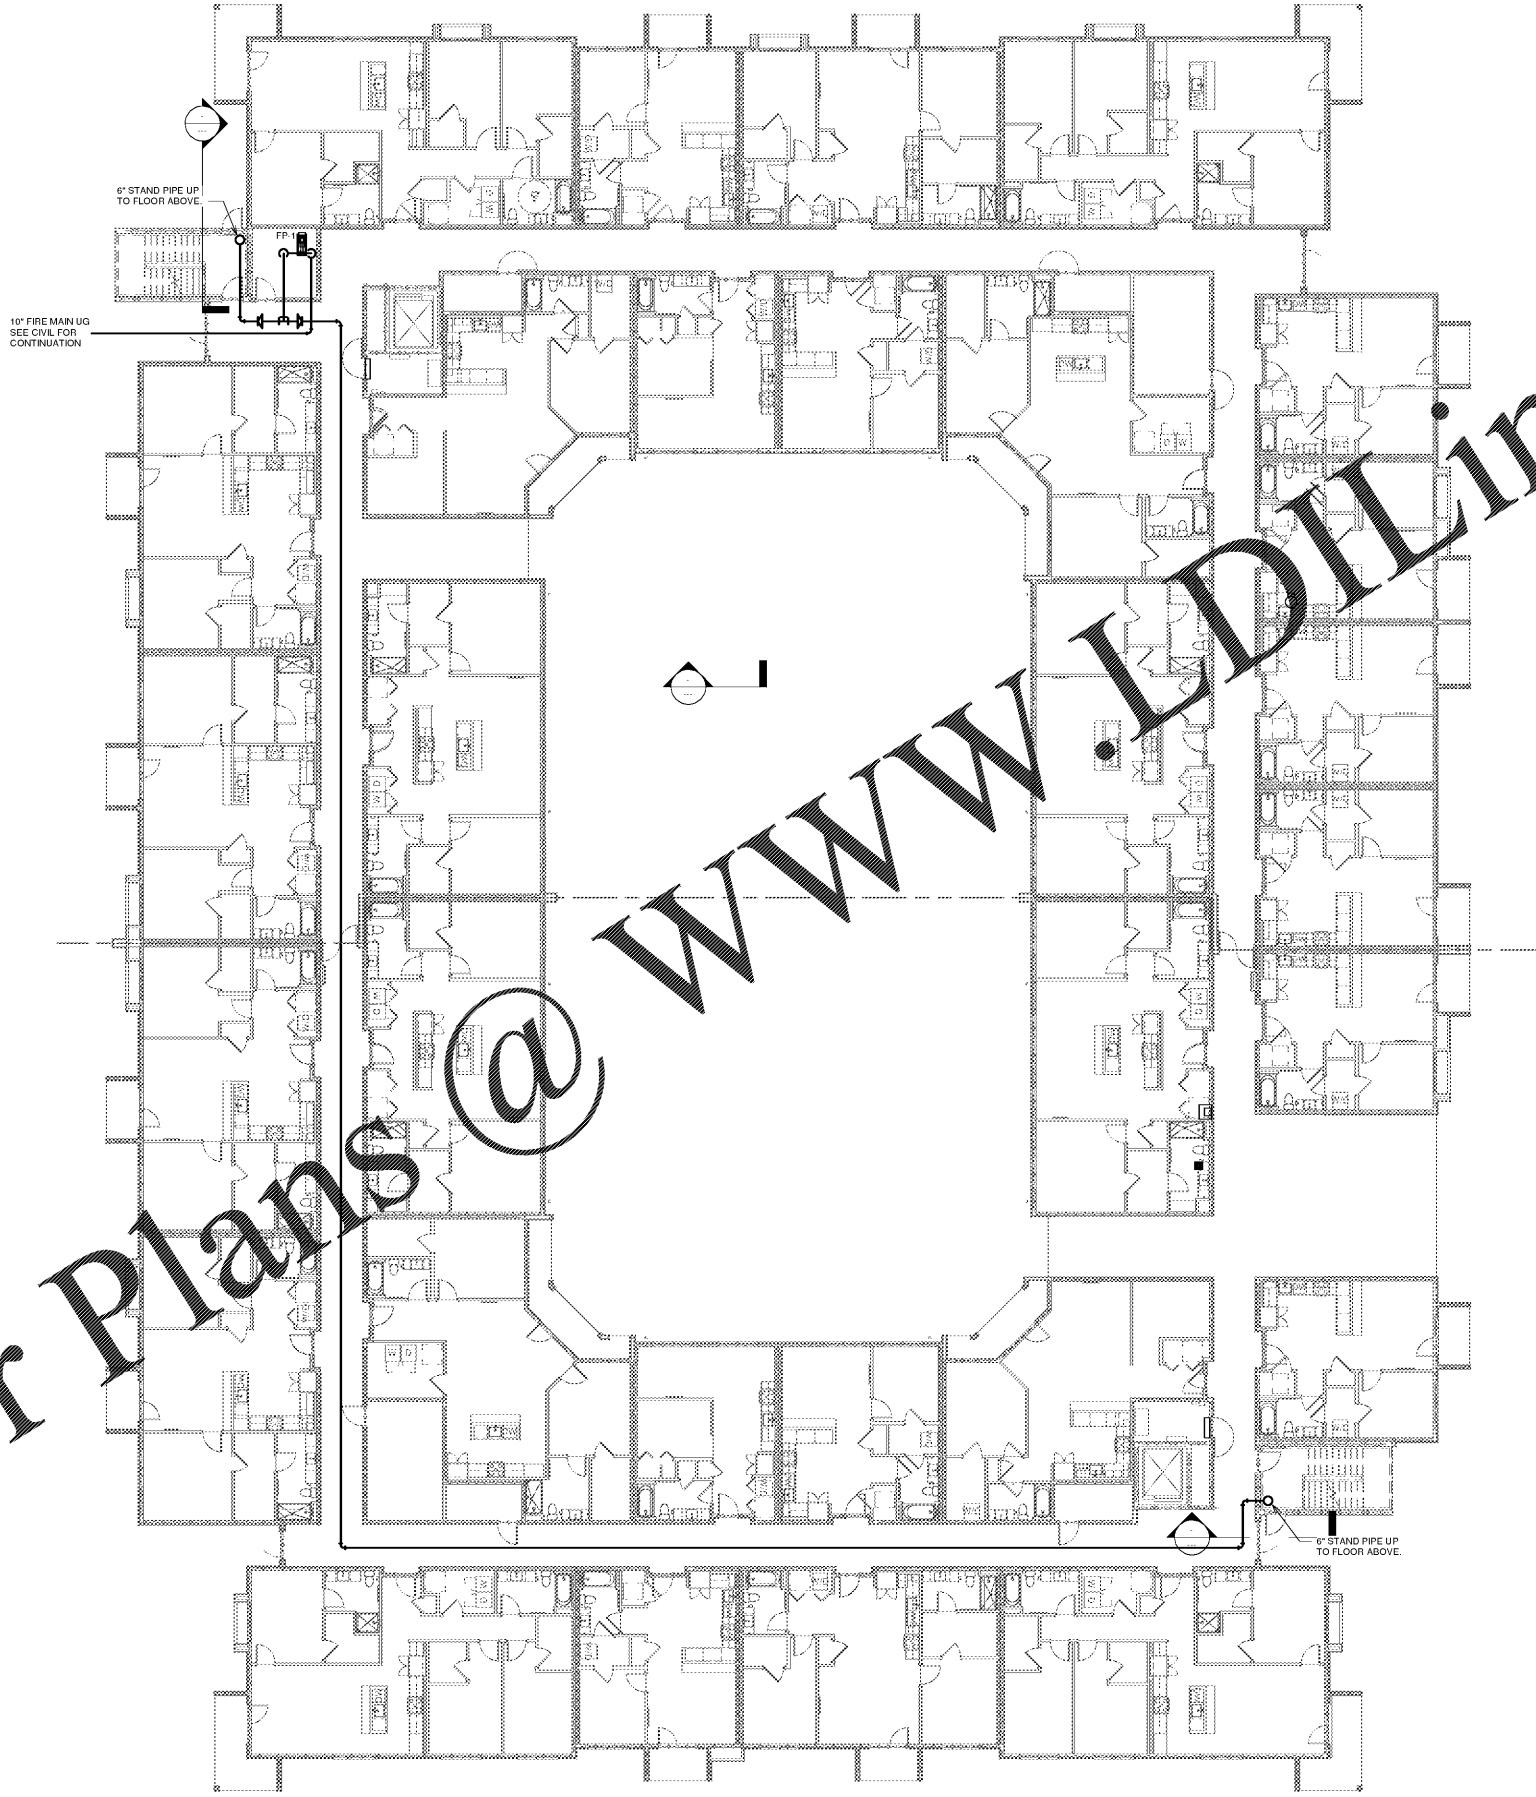 6" STAND PIPE UP
TO FLOOR ABOVE.
FP-1
10" FIRE MAIN UG
SEE CIVIL FOR
CONTINUATION
r Plans @ www.LDILin
6" STAND PIPE UP
TO FLOOR ABOVE.